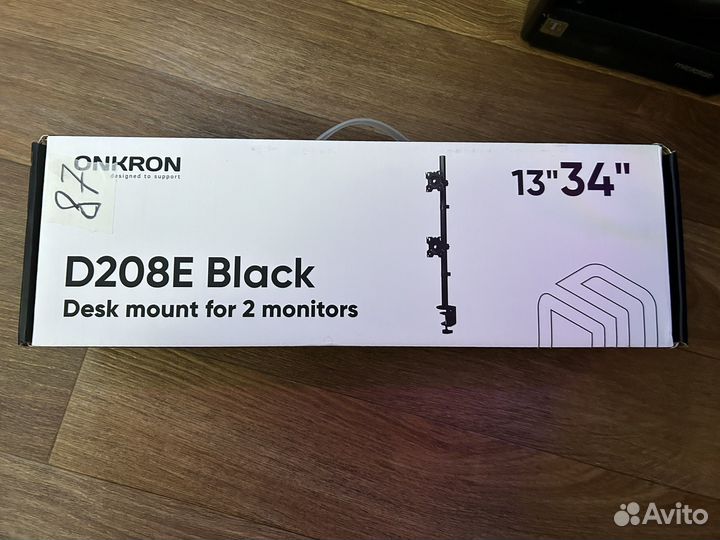 ONKRON
designed to support
87
13"34"
D208E Black
Desk mount for 2 monitors
Avito